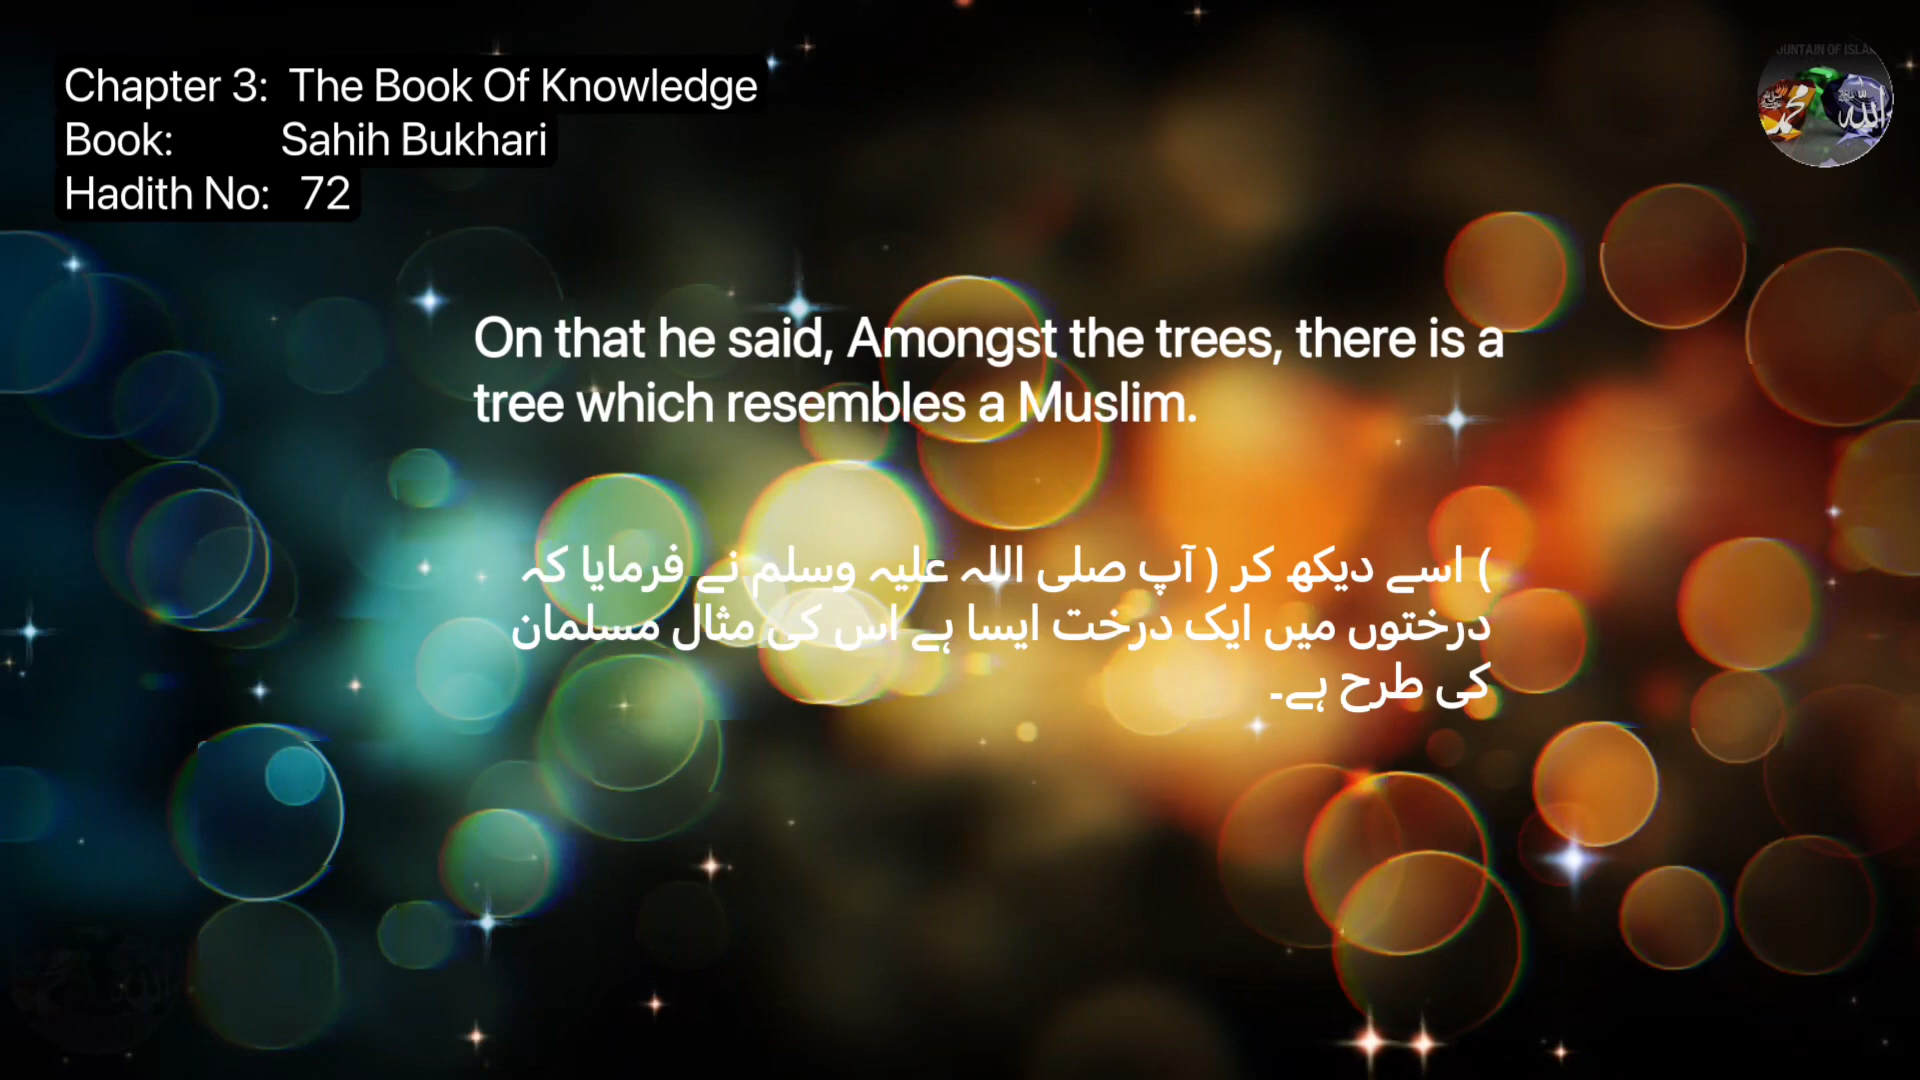 Chapter 3: The Book Of Knowledge
Book: Sahih Bukhari
Hadith No: 72
On that he said, Amongst the trees, there is a
tree which resembles a Muslim.
( اسے دیکھ کر ) آپ صلی اللہ علیہ وسلم نے فرمایا کہ
درختوں میں ایک درخت ایسا ہے اس کی مثال مسلمان
کی طرح ہے۔